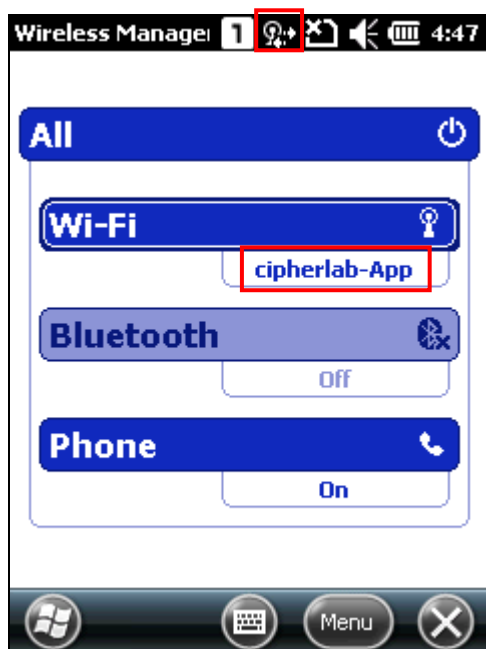 Wireless Manager 1 4:47
All
Wi-Fi
cipherlab-App
Bluetooth
Off
Phone
On
Menu